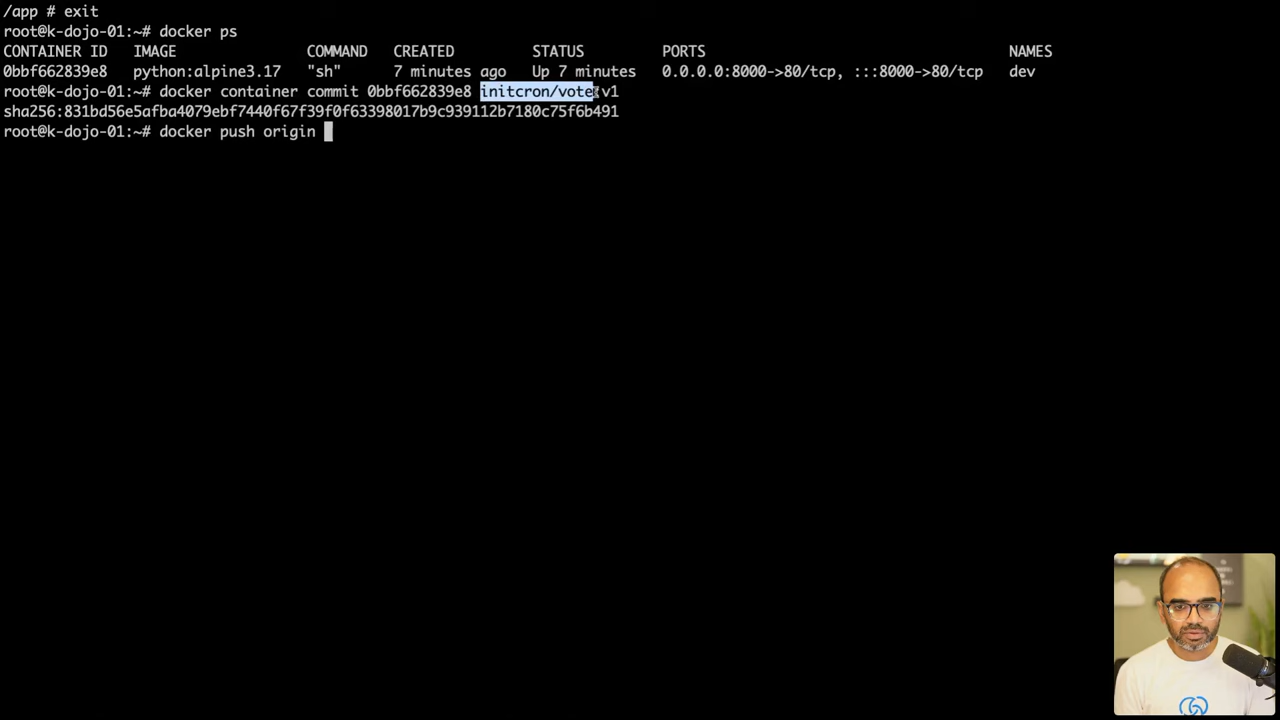 /app # exit
root@k-dojo-01:~# docker ps
CONTAINER ID IMAGE COMMAND CREATED STATUS PORTS NAMES
0bbf662839e8 python:alpine3.17 "sh" 7 minutes ago Up 7 minutes 0.0.0.0:8000->80/tcp, :::8000->80/tcp dev
root@k-dojo-01:~# docker container commit 0bbf662839e8 initcron/vote:v1
sha256:831bd56e5afba4079ebf7440f67f39f0f63398017b9c939112b7180c75f6b491
root@k-dojo-01:~# docker push origin